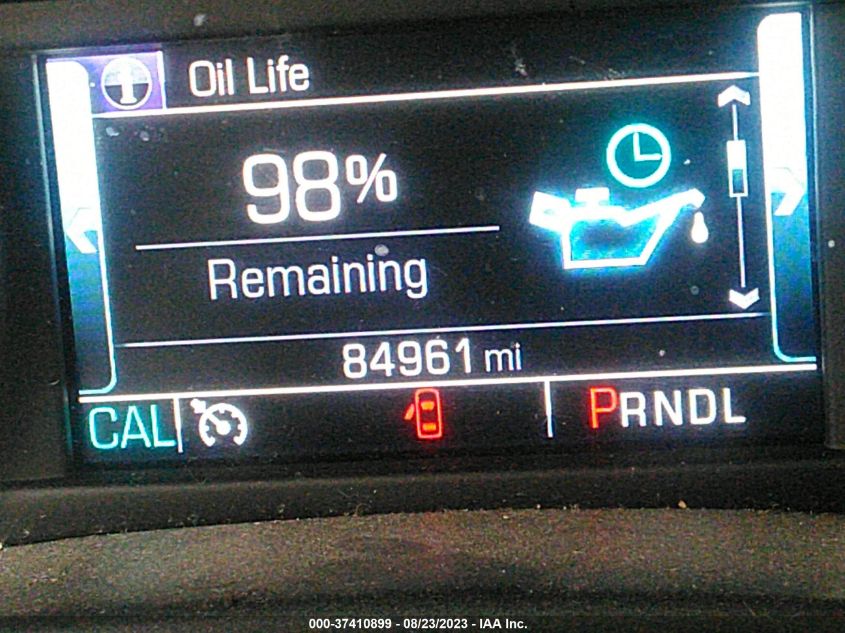 Oil Life
98%
Remaining
84961 mi
CAL
PRNDL
000-37410899 - 08/23/2023 - IAA Inc.